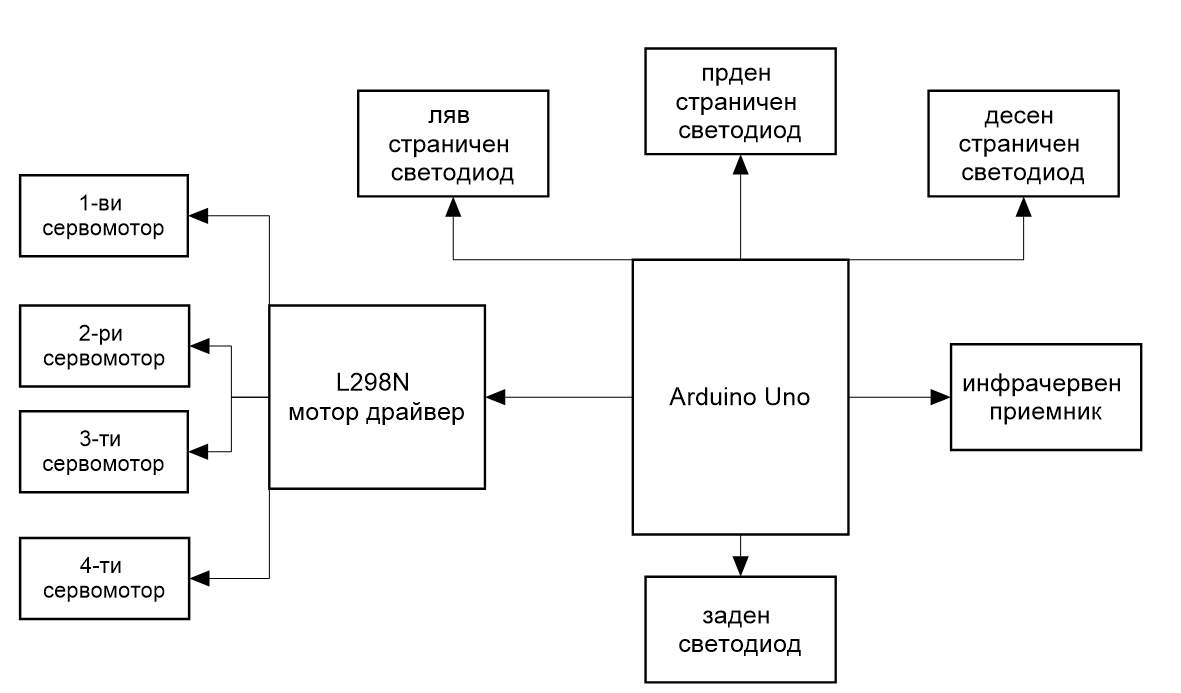 прден
страничен
светодиод
ляв
страничен
светодиод
десен
страничен
светодиод
1-ви
сервомотор
2-ри
сервомотор
L298N
мотор драйвер
Arduino Uno
инфрачервен
приемник
3-ти
сервомотор
4-ти
сервомотор
заден
светодиод